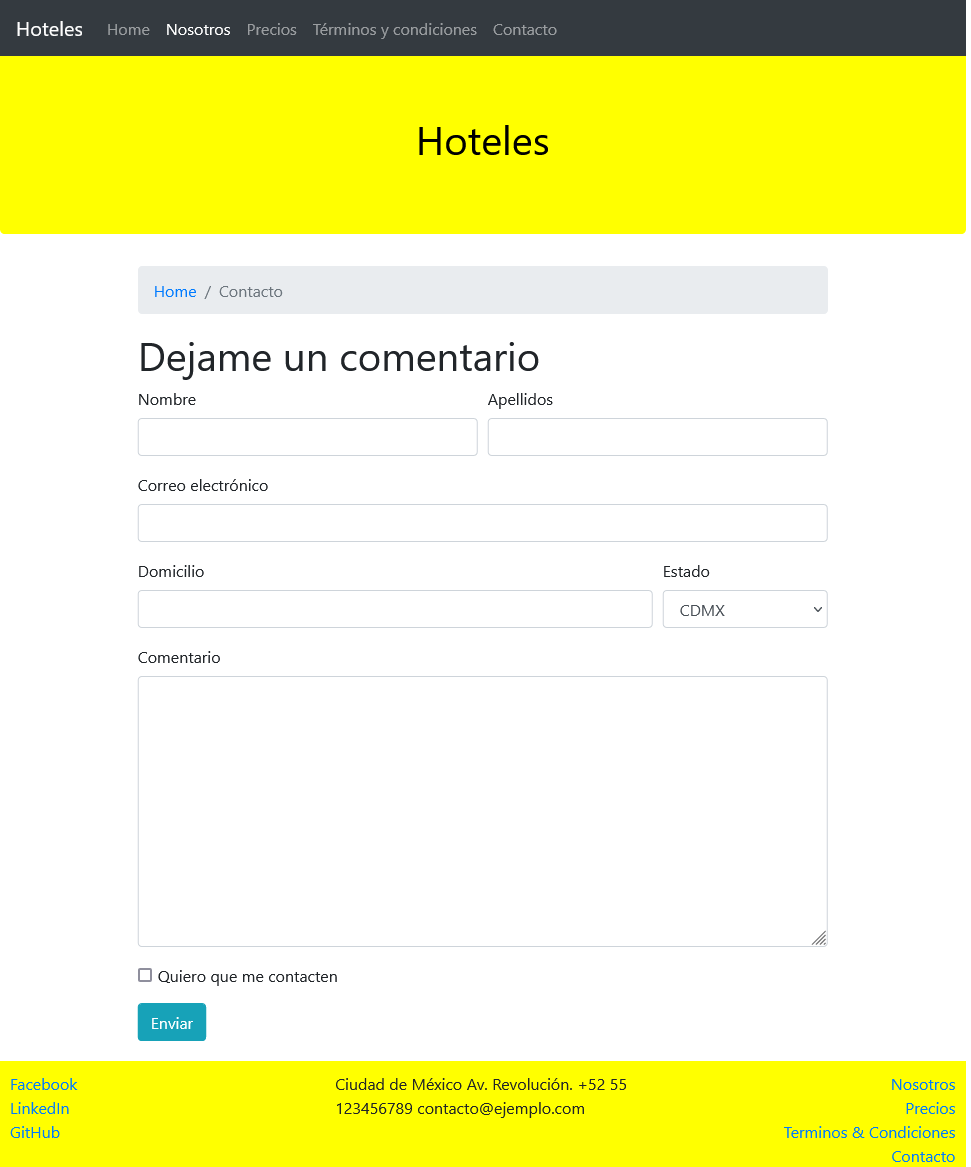 Hoteles Home Nosotros Precios Términos y condiciones Contacto
Hoteles
Home / Contacto
Dejame un comentario
Nombre Apellidos
Correo electrónico
Domicilio Estado
CDMX
Comentario
Quiero que me contacten
Enviar
Facebook
LinkedIn
GitHub
Ciudad de México Av. Revolución. +52 55
123456789 contacto@ejemplo.com
Nosotros
Precios
Terminos & Condiciones
Contacto